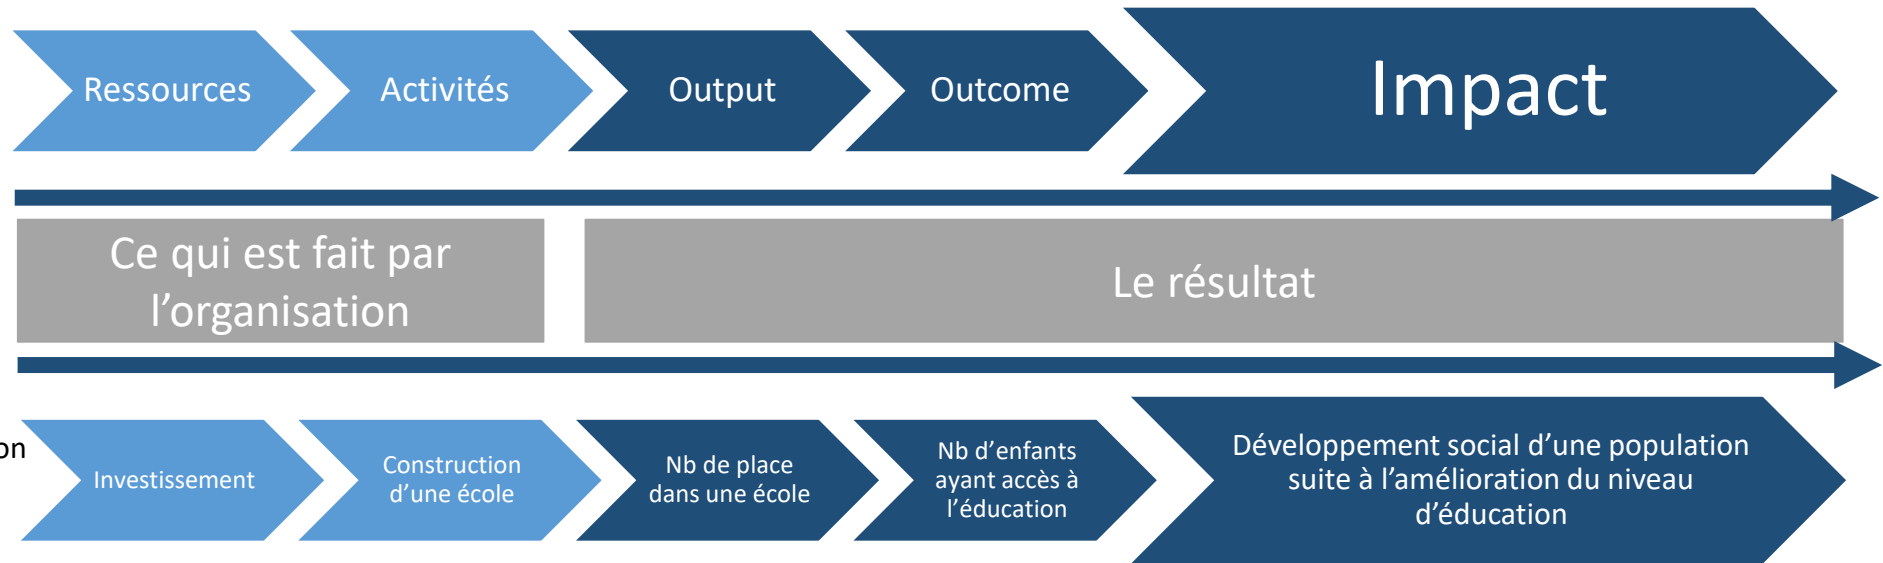 Ressources
Activités
Output
Outcome
Impact
Ce qui est fait par
l’organisation
Le résultat
on
Investissement
Construction
d’une école
Nb de place
dans une école
Nb d’enfants
ayant accès à
l’éducation
Développement social d’une population
suite à l’amélioration du niveau
d’éducation